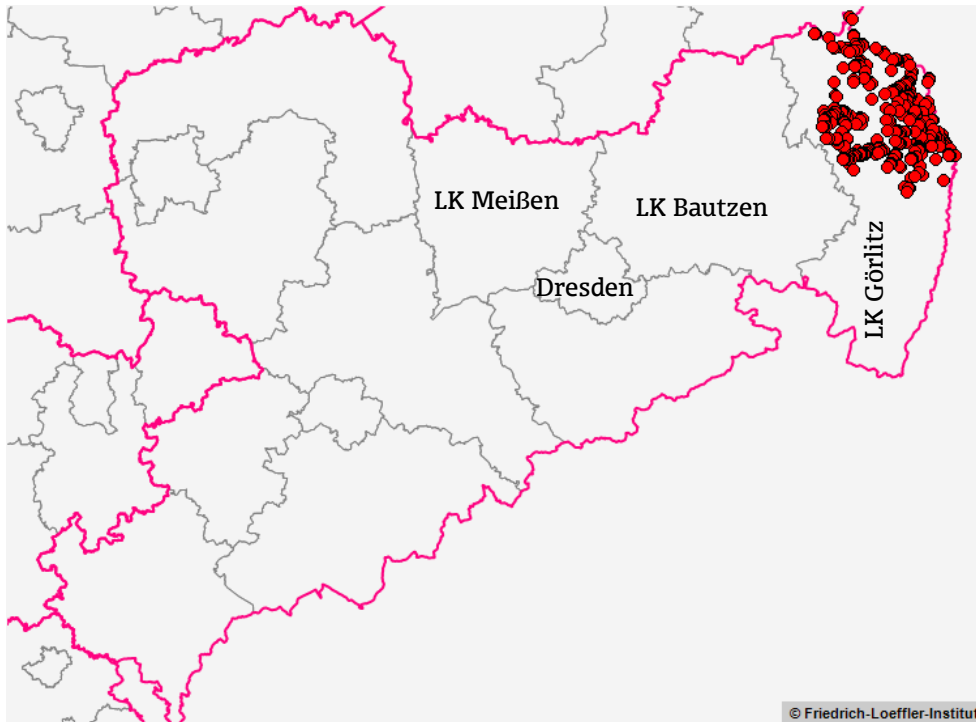 LK Meißen
LK Bautzen
LK Görlitz
Dresden
© Friedrich-Loeffler-Institut